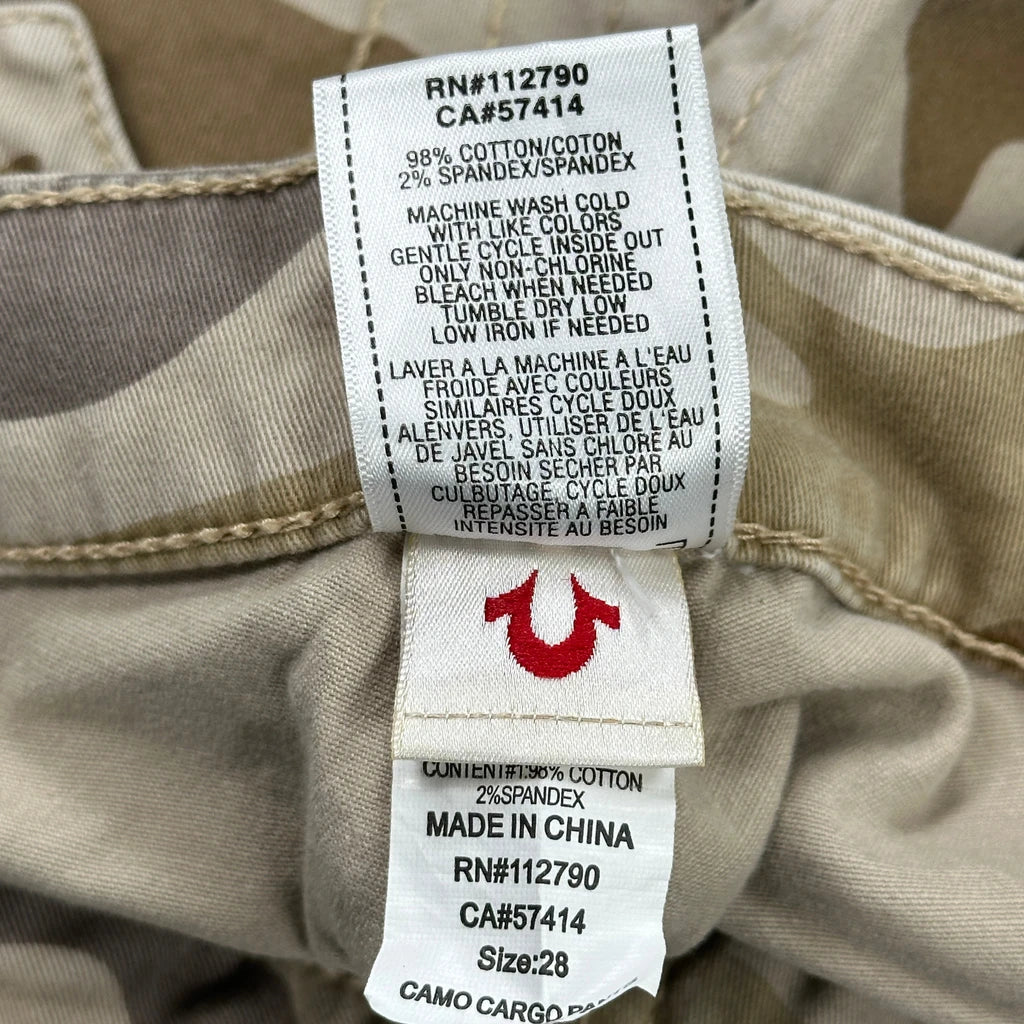 RN#112790
CA#57414
98% COTTON/COTON
2% SPANDEX/SPANDEX
MACHINE WASH COLD
WITH LIKE COLORS
GENTLE CYCLE INSIDE OUT
ONLY NON-CHLORINE
BLEACH WHEN NEEDED
TUMBLE DRY LOW
LOW IRON IF NEEDED
LAVER A LA MACHINE A L'EAU
FROIDE AVEC COULEURS
SIMILAIRES CYCLE DOUX
ALENVERS, UTILISER DE L'EAU
DE JAVEL SANS CHLORE AU
BESOIN SECHER PAR
CULBUTAGE, CYCLE DOUX
REPASSER A FAIBLE
INTENSITE AU BESOIN
CONTENT#1:98% COTTON
2%SPANDEX
MADE IN CHINA
RN#112790
CA#57414
Size:28
CAMO CARGO